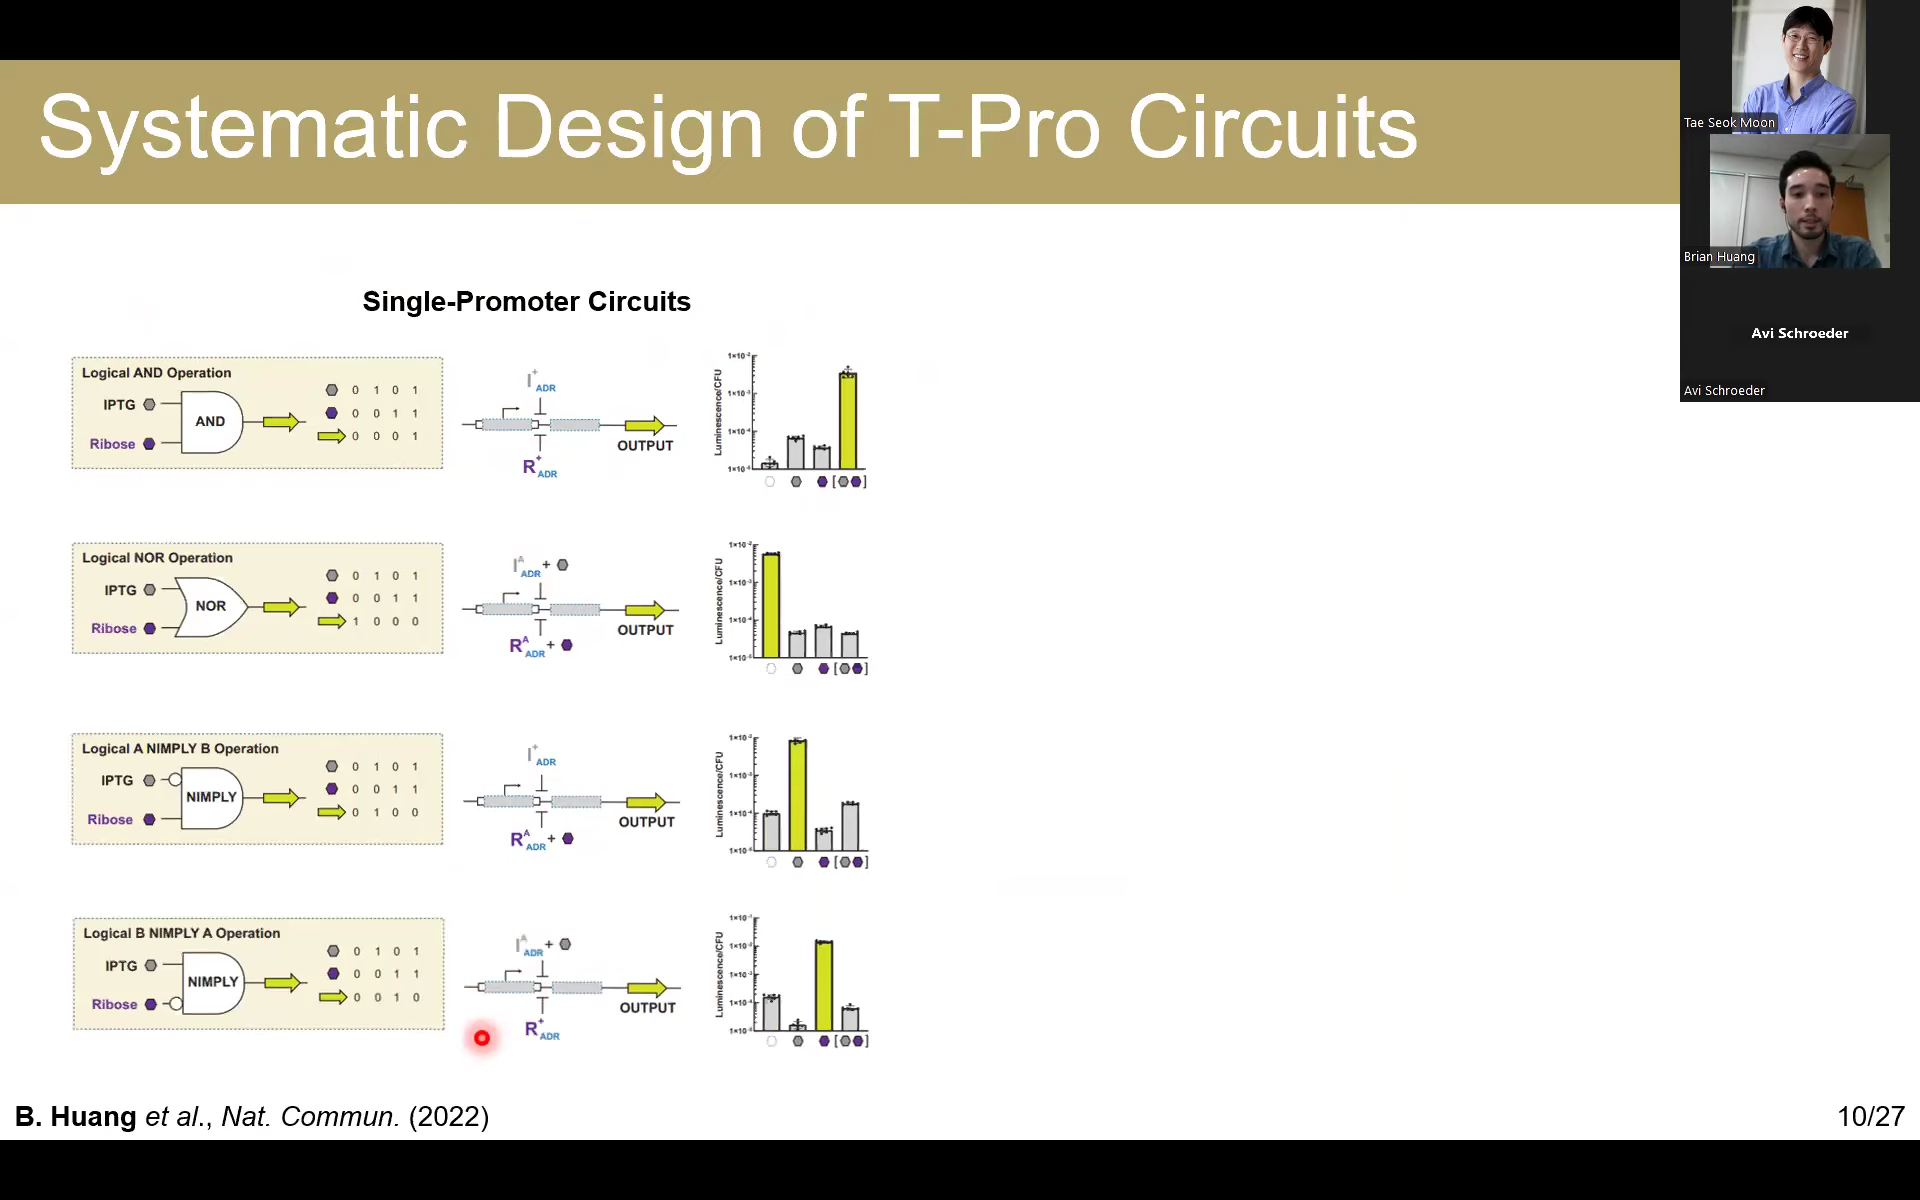 Systematic Design of T-Pro Circuits
Tae Seok Moon
Brian Huang
Avi Schroeder
Avi Schroeder
Single-Promoter Circuits
Logical AND Operation
IPTG
Ribose
AND
0 1 0 1
0 0 1 1
0 0 0 1
I+ADR
R+ADR
OUTPUT
Luminescence/CFU
[ ]
Logical NOR Operation
IPTG
Ribose
NOR
0 1 0 1
0 0 1 1
1 0 0 0
IA ADR +
RA ADR +
OUTPUT
Luminescence/CFU
[ ]
Logical A NIMPLY B Operation
IPTG
Ribose
NIMPLY
0 1 0 1
0 0 1 1
0 1 0 0
I+ADR
RA ADR +
OUTPUT
Luminescence/CFU
[ ]
Logical B NIMPLY A Operation
IPTG
Ribose
NIMPLY
0 1 0 1
0 0 1 1
0 0 1 0
IA ADR +
R+ADR
OUTPUT
Luminescence/CFU
[ ]
B. Huang et al., Nat. Commun. (2022)
10/27